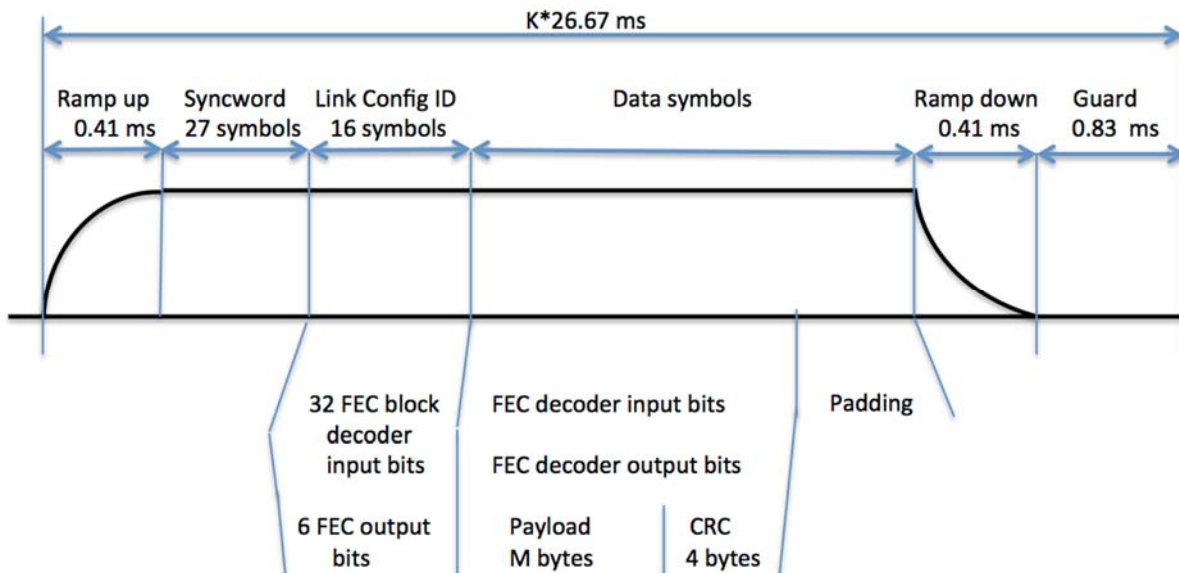 K*26.67 ms
Ramp up
0.41 ms
Syncword
27 symbols
Link Config ID
16 symbols
Data symbols
Ramp down
0.41 ms
Guard
0.83 ms
32 FEC block
decoder
input bits
FEC decoder input bits
Padding
FEC decoder output bits
6 FEC output
bits
Payload
M bytes
CRC
4 bytes